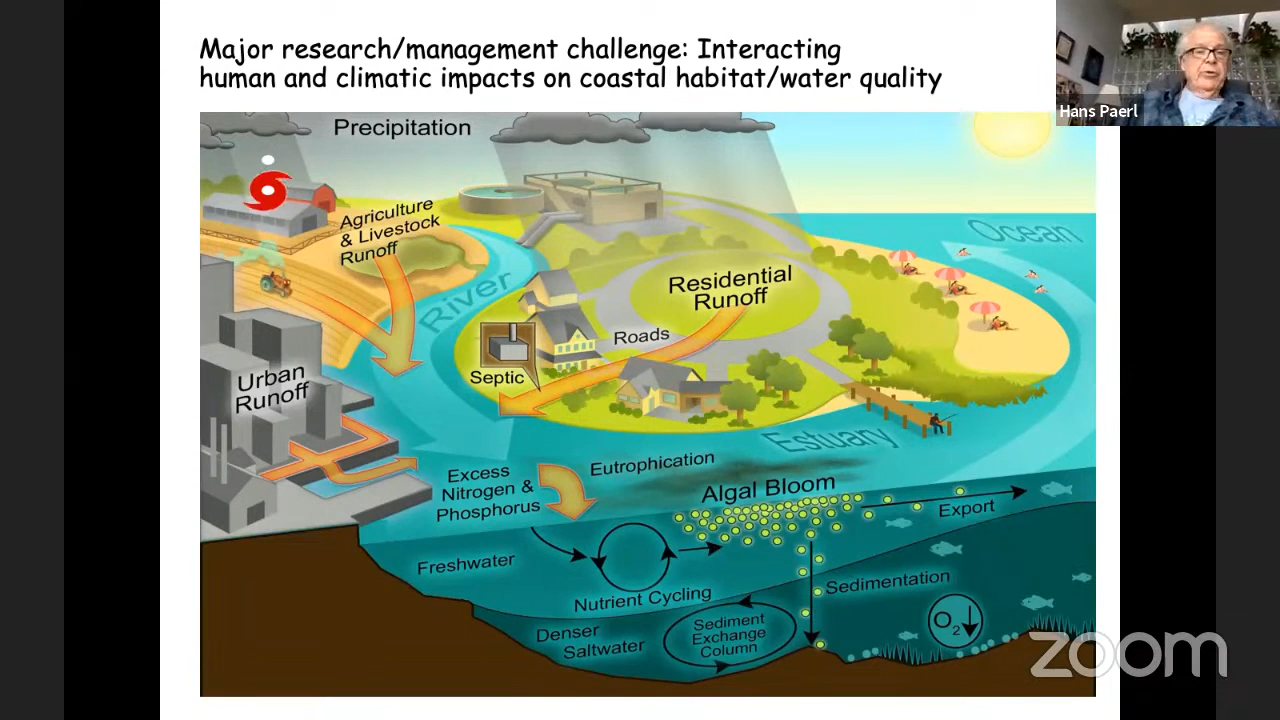 Major research/management challenge: Interacting
human and climatic impacts on coastal habitat/water quality
Hans Paerl
Precipitation
Agriculture
& Livestock
Runoff
River
Ocean
Residential
Runoff
Roads
Septic
Urban
Runoff
Estuary
Excess
Nitrogen &
Phosphorus
Eutrophication
Algal Bloom
Export
Freshwater
Nutrient Cycling
Sedimentation
Denser
Saltwater
Sediment
Exchange
Column
O2
zoom